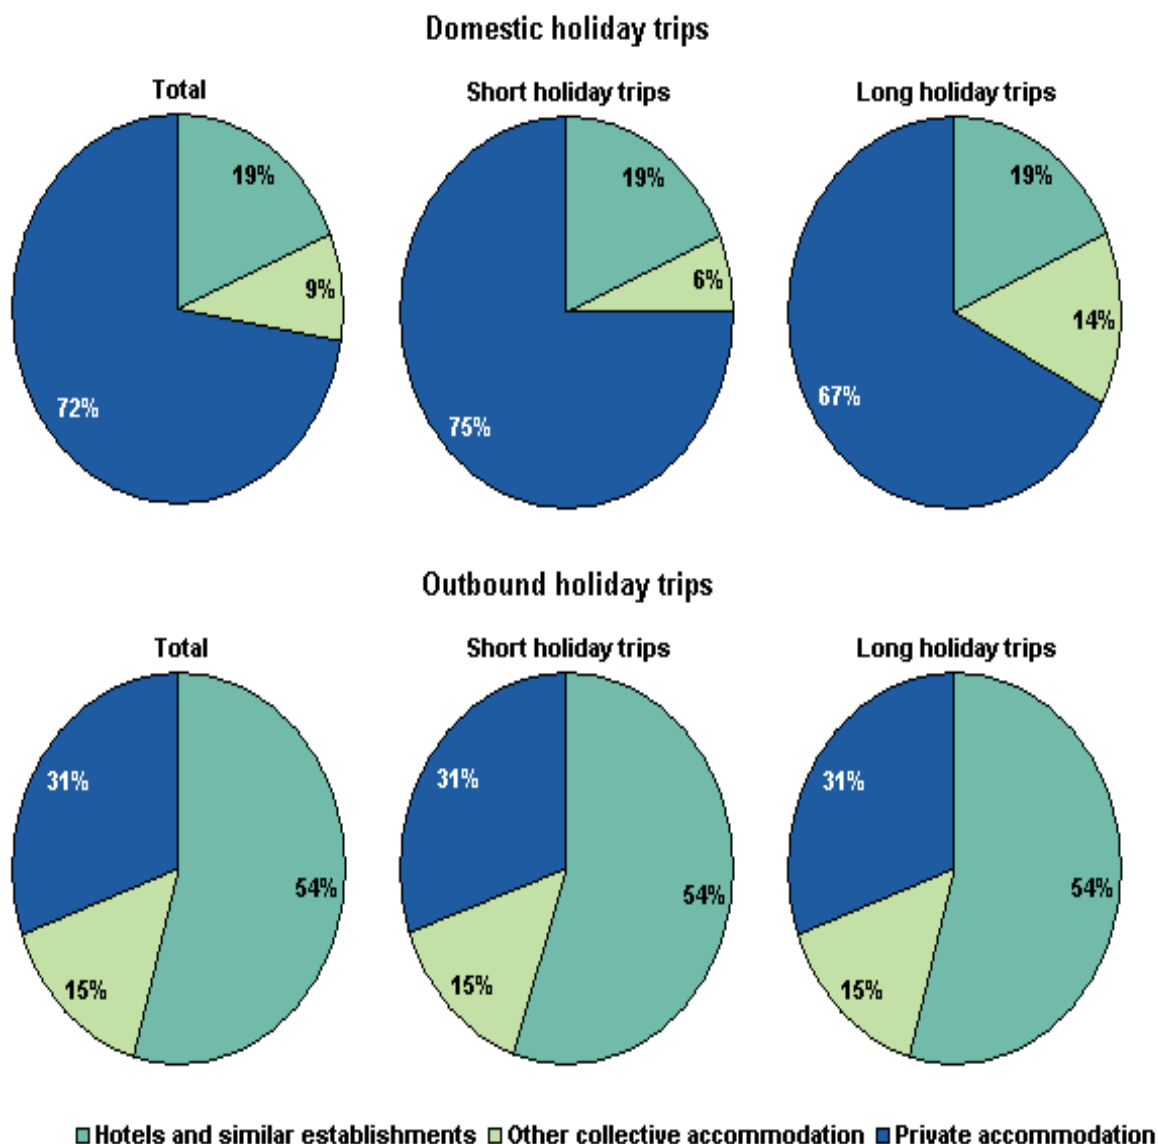 Domestic holiday trips
Total
Short holiday trips
Long holiday trips
19%
9%
72%
19%
6%
75%
19%
14%
67%
Outbound holiday trips
Total
Short holiday trips
Long holiday trips
31%
54%
15%
31%
54%
15%
31%
54%
15%
Hotels and similar establishments Other collective accommodation Private accommodation